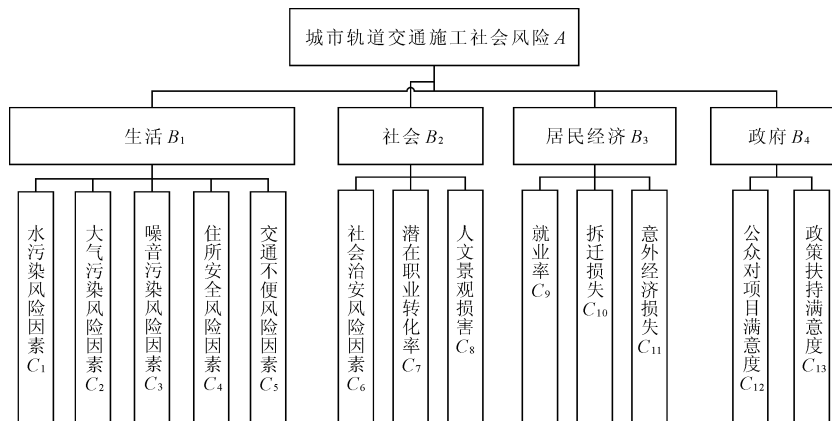 城市轨道交通施工社会风险A
生活B₁
社会B₂
居民经济B₃
政府B₄
水污染风险因素C₁
大气污染风险因素C₂
噪音污染风险因素C₃
住所安全风险因素C₄
交通不便风险因素C₅
社会治安风险因素C₆
潜在职业转化率C₇
人文景观损害C₈
就业率C₉
拆迁损失C₁₀
意外经济损失C₁₁
公众对项目满意度C₁₂
政策扶持满意度C₁₃